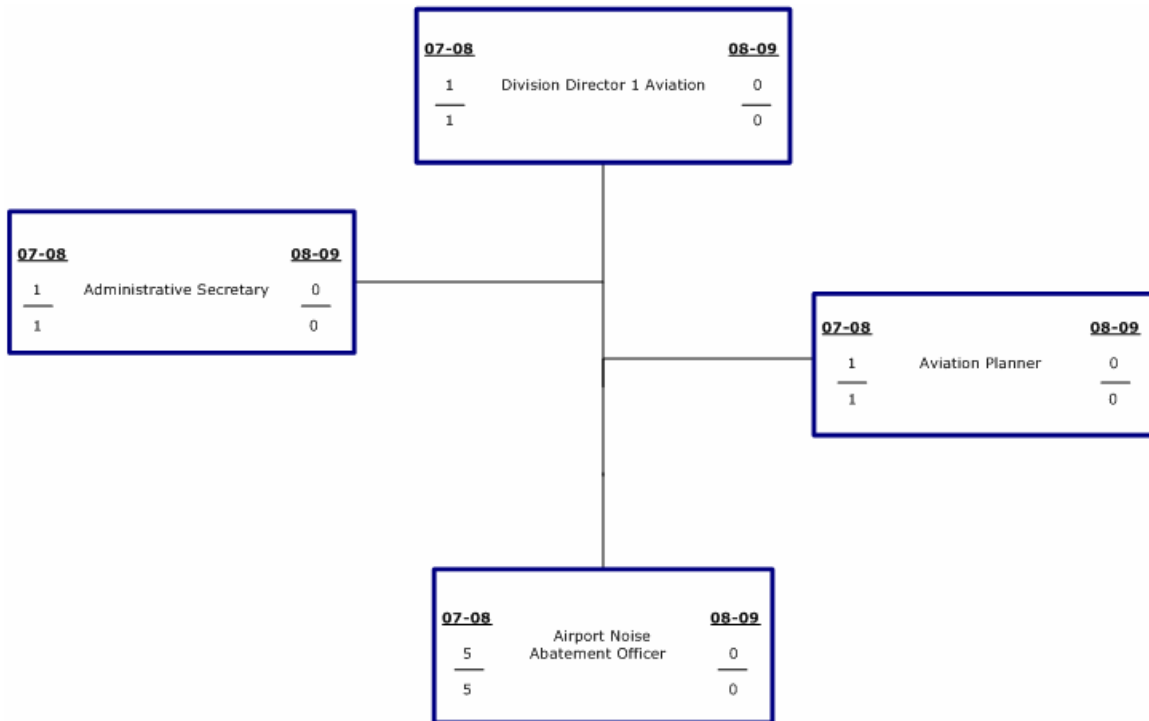 07-08 08-09
1 Division Director 1 Aviation 0
1 0
07-08 08-09
1 Administrative Secretary 0
1 0
07-08 08-09
1 Aviation Planner 0
1 0
07-08 08-09
Airport Noise
5 Abatement Officer 0
5 0